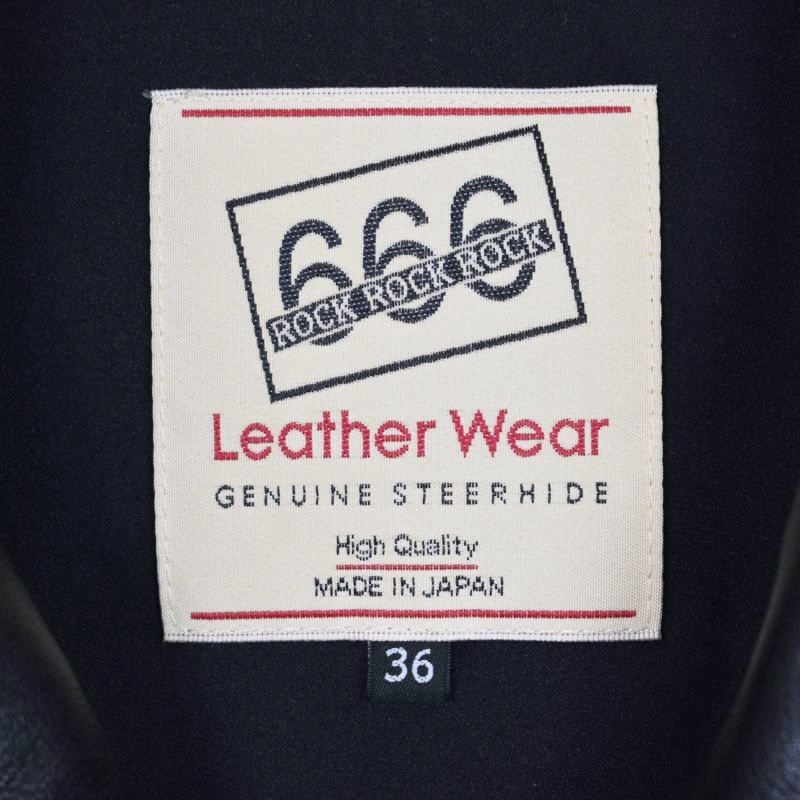 666
ROCK ROCK ROCK
Leather Wear
GENUINE STEERHIDE
High Quality
MADE IN JAPAN
36